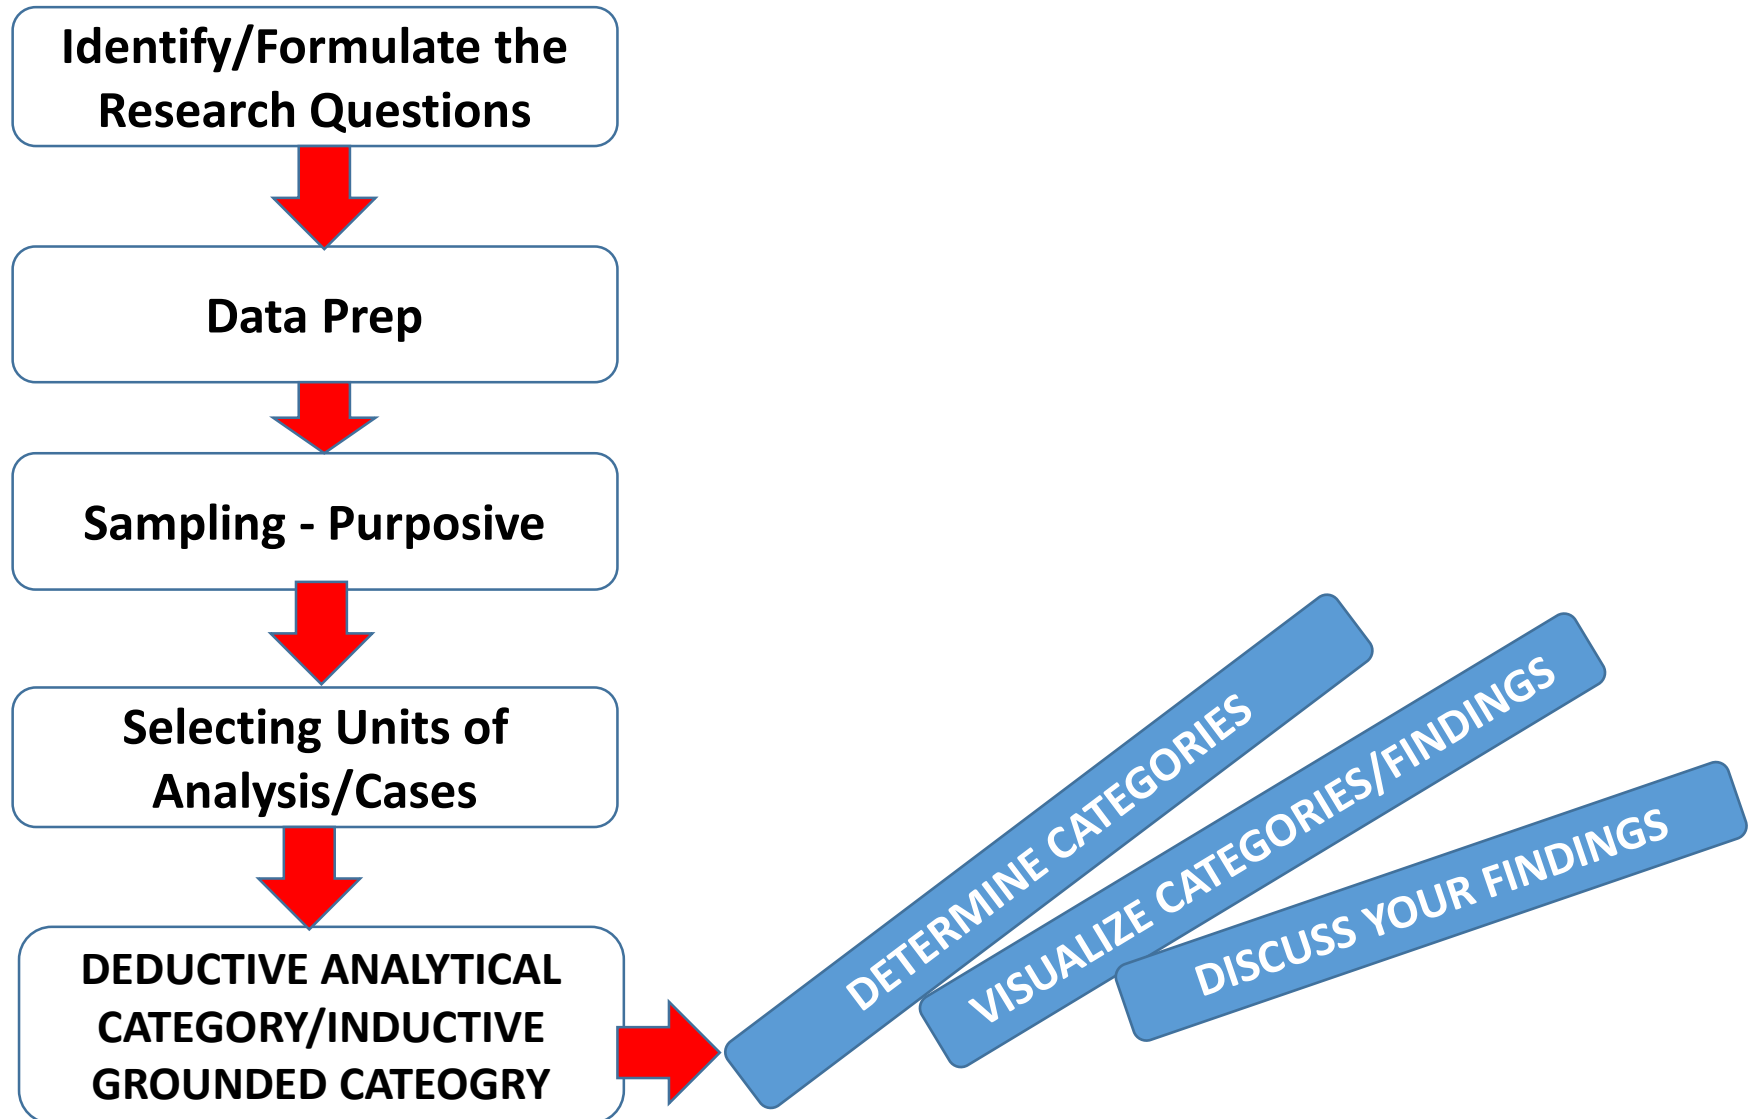 Identify/Formulate the
Research Questions
Data Prep
Sampling - Purposive
Selecting Units of
Analysis/Cases
DEDUCTIVE ANALYTICAL
CATEGORY/INDUCTIVE
GROUNDED CATEOGRY
DETERMINE CATEGORIES
VISUALIZE CATEGORIES/FINDINGS
DISCUSS YOUR FINDINGS